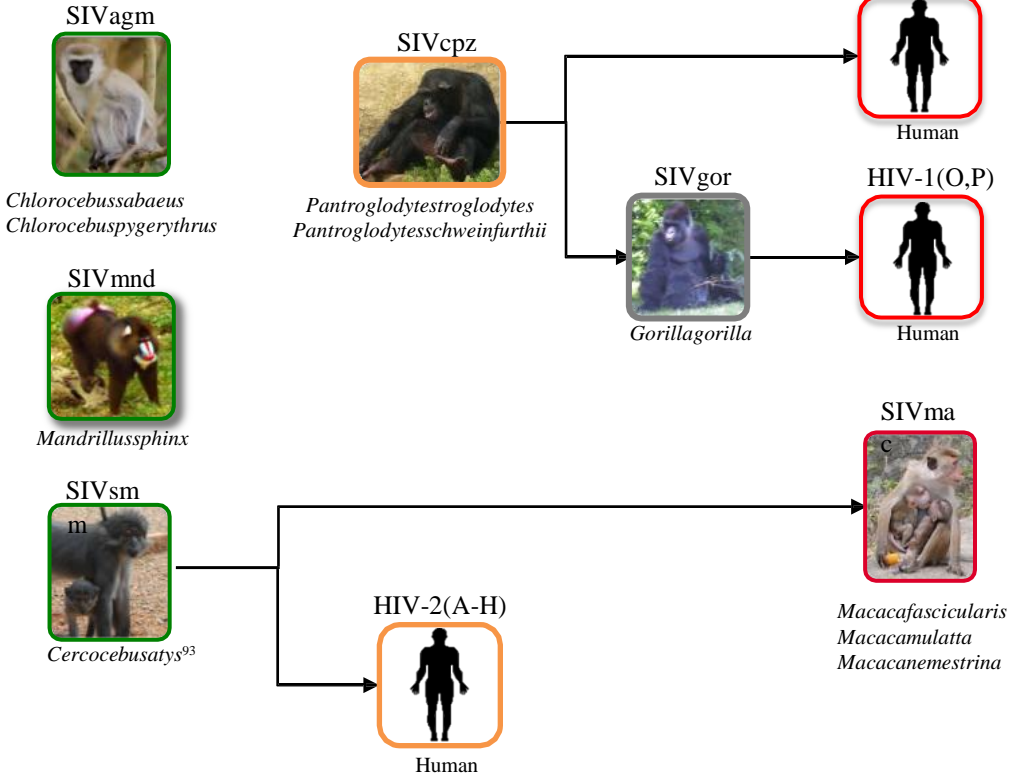 SIVagm
Chlorocebussabaeus
Chlorocebuspygerythrus
SIVcpz
Pantroglodytestroglodytes
Pantroglodytesschweinfurthii
Human
SIVgor
Gorillagorilla
HIV-1(O,P)
Human
SIVmnd
Mandrillussphinx
SIVsm
m
Cercocebusatys93
SIVma
c
Macacafascicularis
Macacamulatta
Macacanemestrina
HIV-2(A-H)
Human